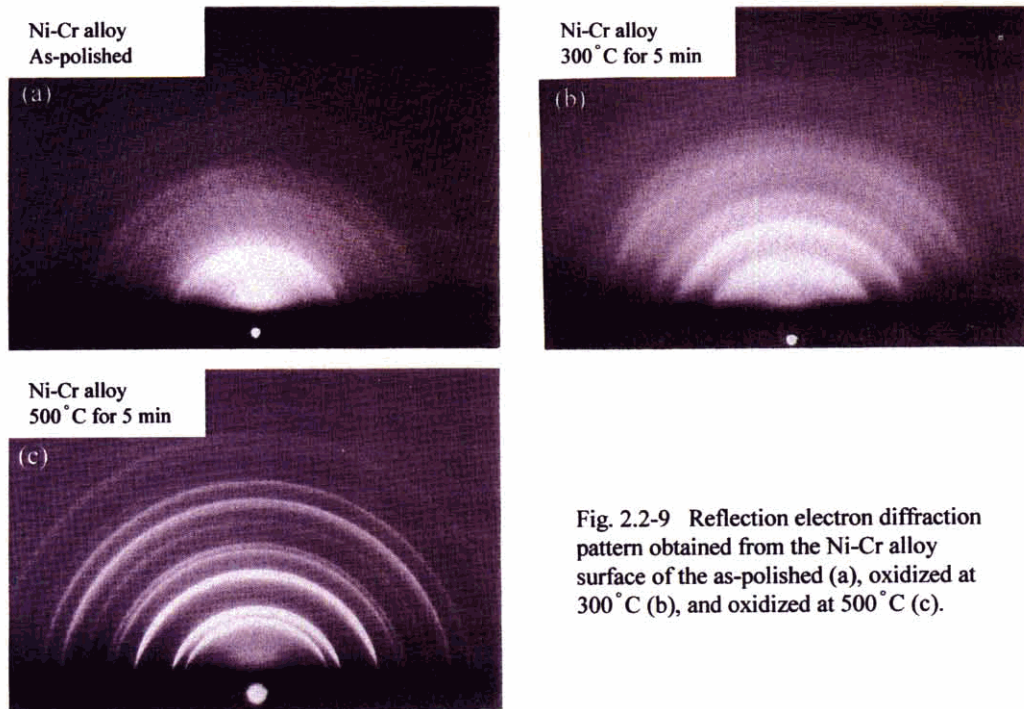 Ni-Cr alloy
As-polished
(a)
Ni-Cr alloy
300°C for 5 min
(b)
Ni-Cr alloy
500°C for 5 min
(c)
Fig. 2.2-9 Reflection electron diffraction
pattern obtained from the Ni-Cr alloy
surface of the as-polished (a), oxidized at
300°C (b), and oxidized at 500°C (c).